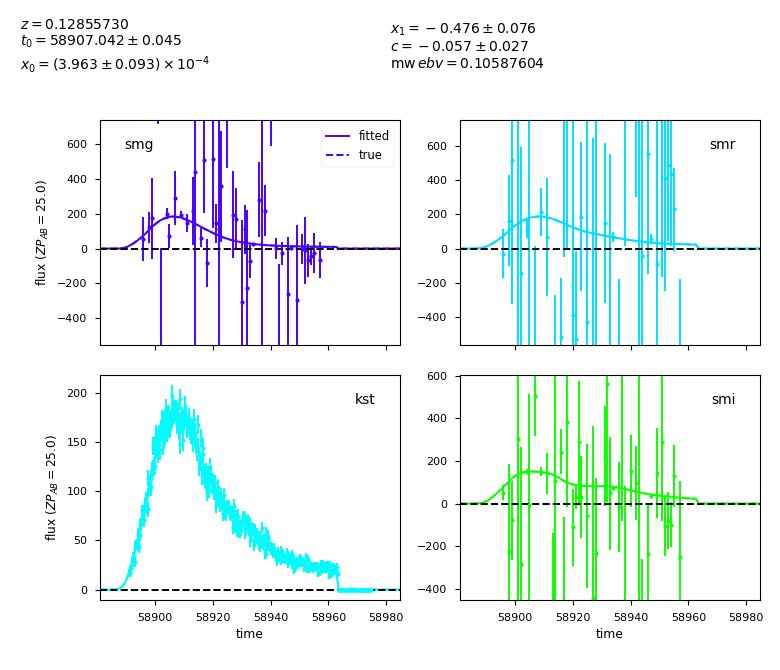 z = 0.12855730
t₀ = 58907.042 ± 0.045
x₀ = (3.963 ± 0.093) × 10⁻⁴
x₁ = −0.476 ± 0.076
c = −0.057 ± 0.027
mw ebv = 0.10587604
smg
fitted
true
600
400
200
0
−200
−400
flux (ZP_AB = 25.0)
smr
600
400
200
0
−200
−400
kst
200
150
100
50
0
flux (ZP_AB = 25.0)
58900 58920 58940 58960 58980
time
smi
600
400
200
0
−200
−400
58900 58920 58940 58960 58980
time